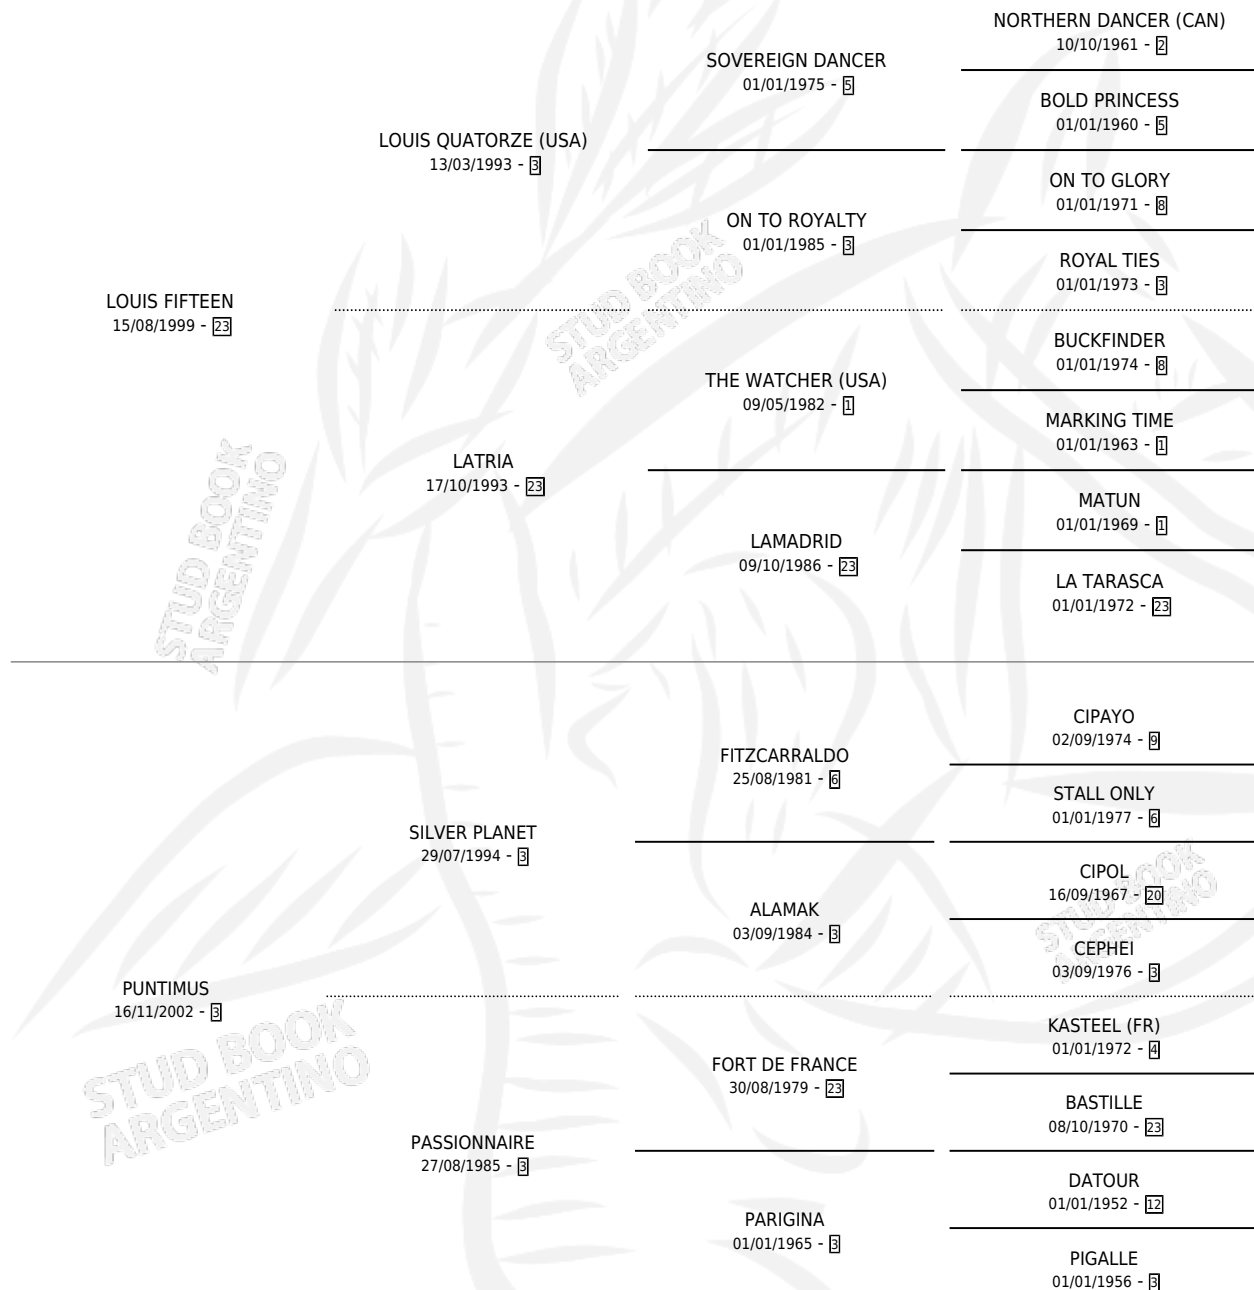 NORTHERN DANCER (CAN)
10/10/1961 - 2
SOVEREIGN DANCER
01/01/1975 - 5
BOLD PRINCESS
01/01/1960 - 5
LOUIS QUATORZE (USA)
13/03/1993 - 3
ON TO GLORY
01/01/1971 - 8
ON TO ROYALTY
01/01/1985 - 3
ROYAL TIES
01/01/1973 - 3
LOUIS FIFTEEN
15/08/1999 - 23
BUCKFINDER
01/01/1974 - 8
THE WATCHER (USA)
09/05/1982 - 1
MARKING TIME
01/01/1963 - 1
LATRIA
17/10/1993 - 23
MATUN
01/01/1969 - 1
LAMADRID
09/10/1986 - 23
LA TARASCA
01/01/1972 - 23
CIPAYO
02/09/1974 - 9
FITZCARRALDO
25/08/1981 - 6
STALL ONLY
01/01/1977 - 6
SILVER PLANET
29/07/1994 - 3
CIPOL
16/09/1967 - 20
ALAMAK
03/09/1984 - 3
CEPHEI
03/09/1976 - 3
PUNTIMUS
16/11/2002 - 3
KASTEEL (FR)
01/01/1972 - 4
FORT DE FRANCE
30/08/1979 - 23
BASTILLE
08/10/1970 - 23
PASSIONNAIRE
27/08/1985 - 3
DATOUR
01/01/1952 - 12
PARIGINA
01/01/1965 - 3
PIGALLE
01/01/1956 - 3
STUD BOOK
ARGENTINO
STUD BOOK
ARGENTINO
STUD BOOK
ARGENTINO
STUD BOOK
ARGENTINO